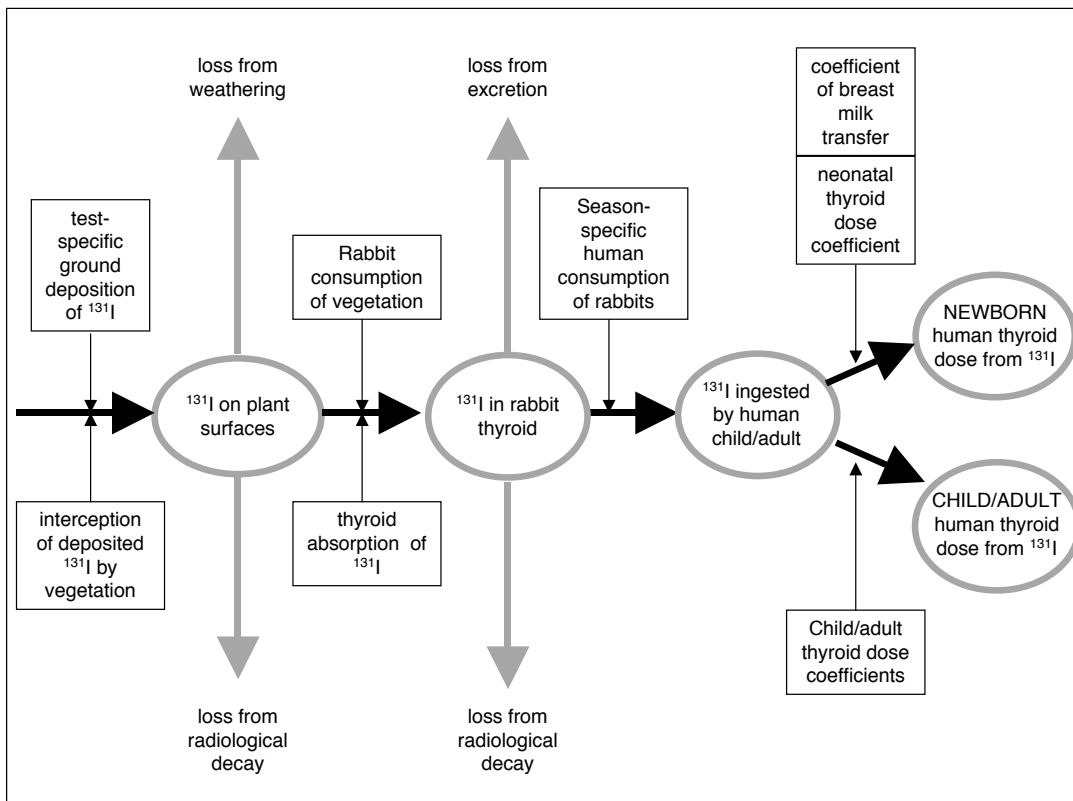 loss from
weathering
loss from
excretion
coefficient
of breast
milk
transfer
neonatal
thyroid
dose
coefficient
test-
specific
ground
deposition
of ¹³¹I
Rabbit
consumption
of vegetation
Season-
specific
human
consumption
of rabbits
NEWBORN
human thyroid
dose from ¹³¹I
¹³¹I on plant
surfaces
¹³¹I in rabbit
thyroid
¹³¹I ingested
by human
child/adult
interception
of deposited
¹³¹I by
vegetation
thyroid
absorption of
¹³¹I
CHILD/ADULT
human thyroid
dose from ¹³¹I
Child/adult
thyroid dose
coefficients
loss from
radiological
decay
loss from
radiological
decay